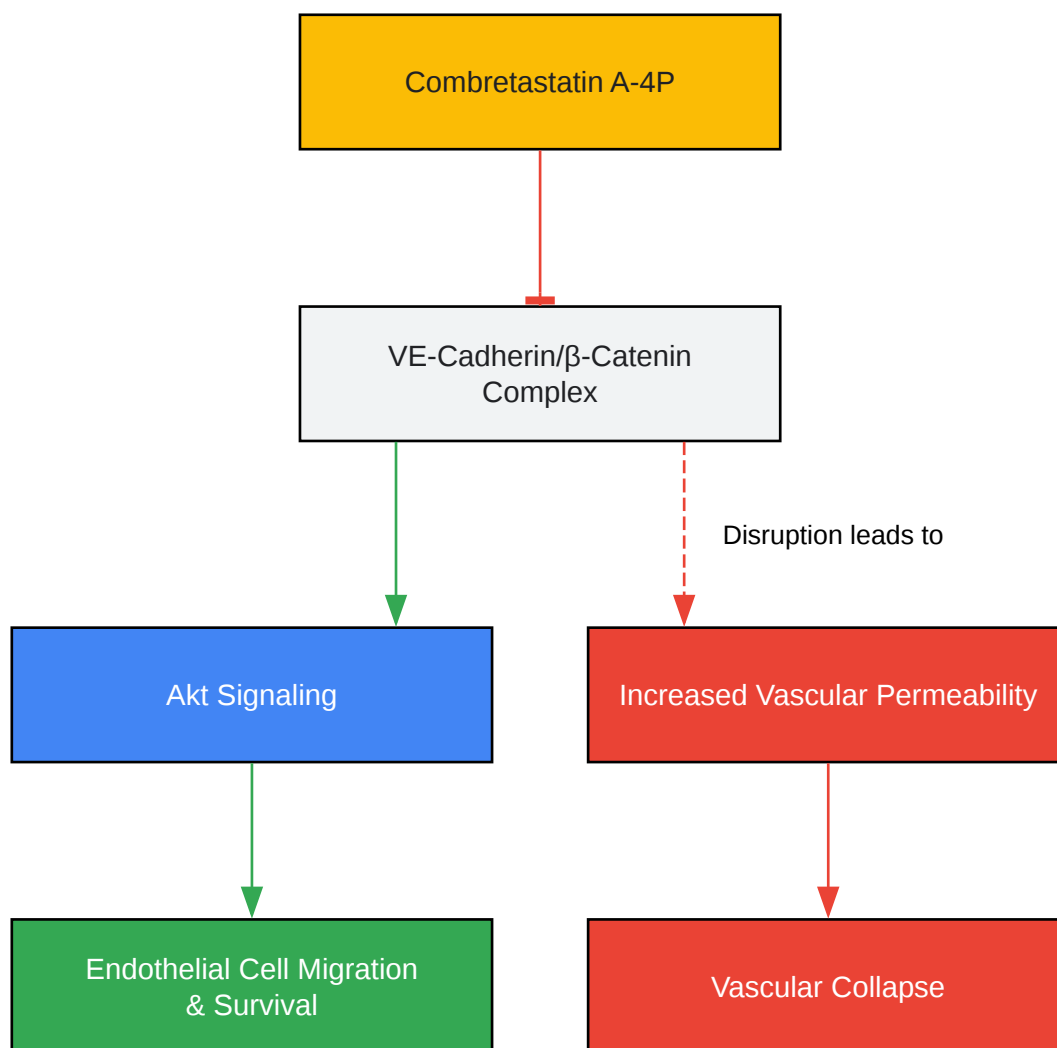 Combretastatin A-4P
VE-Cadherin/β-Catenin
Complex
Disruption leads to
Akt Signaling
Increased Vascular Permeability
Endothelial Cell Migration
& Survival
Vascular Collapse